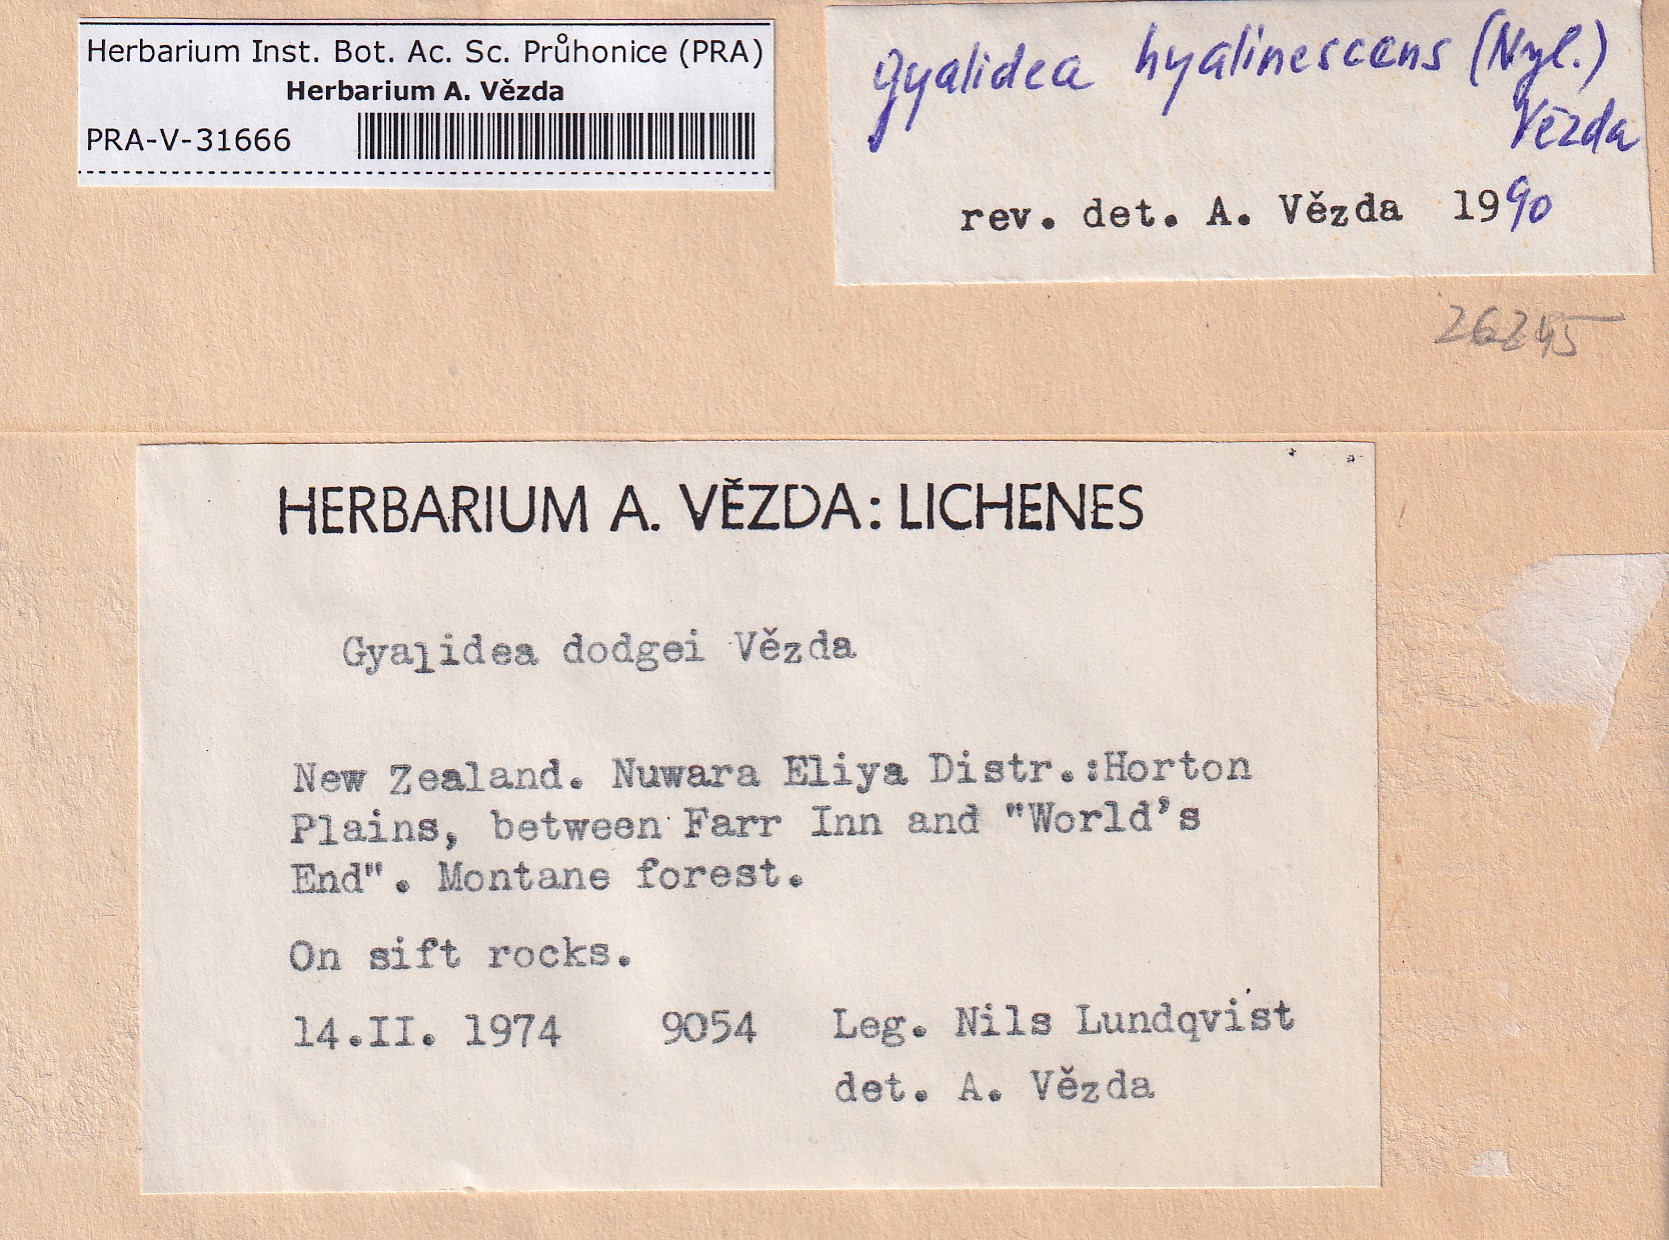 Herbarium Inst. Bot. Ac. Sc. Průhonice (PRA)
Herbarium A. Vězda
PRA-V-31666
Gyalidea hyalinescens (Nyl.)
Vězda
rev. det. A. Vězda 1990
26245
HERBARIUM A. VĚZDA: LICHENES
Gyalidea dodgei Vězda
New Zealand. Nuwara Eliya Distr.:Horton
Plains, between Farr Inn and "World's
End". Montane forest.
On sift rocks.
14.II. 1974 9054 Leg. Nils Lundqvist
det. A. Vězda